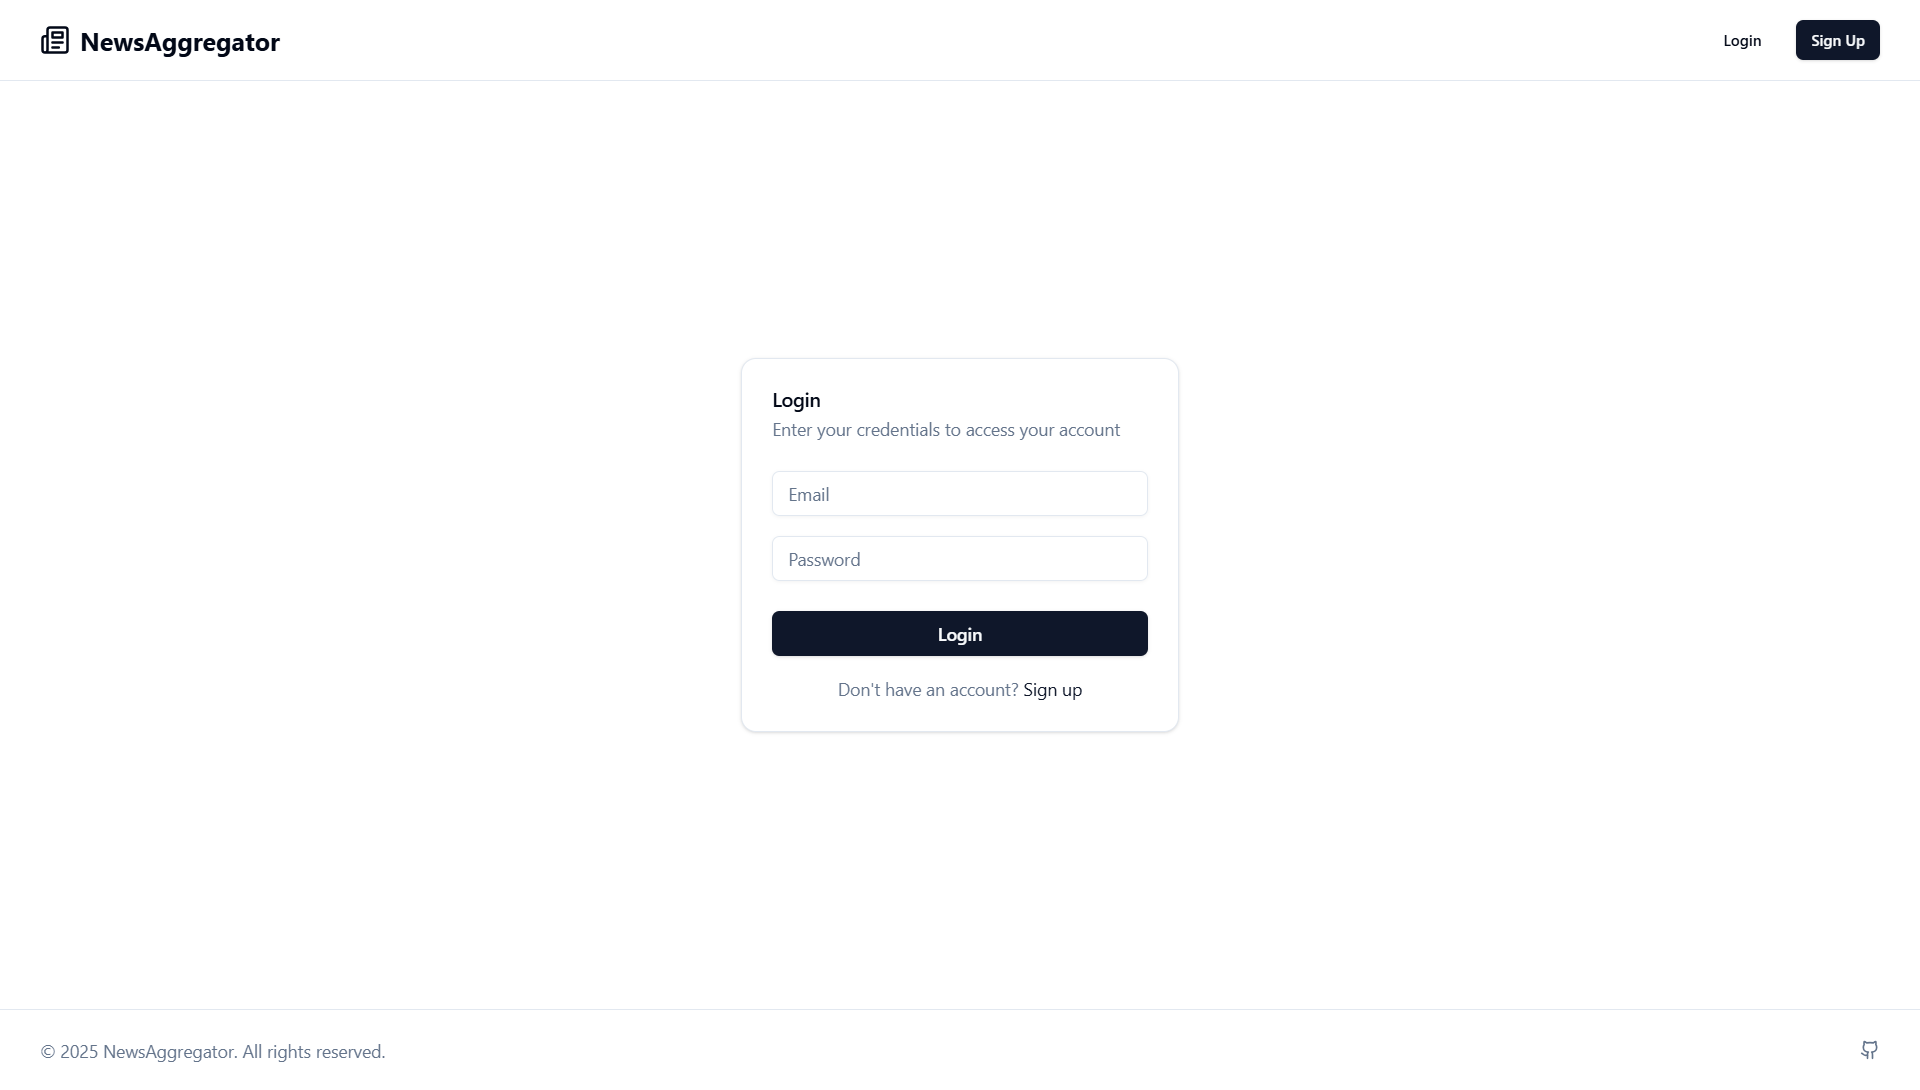 NewsAggregator
Login
Sign Up
Login
Enter your credentials to access your account
Email
Password
Login
Don't have an account? Sign up
© 2025 NewsAggregator. All rights reserved.